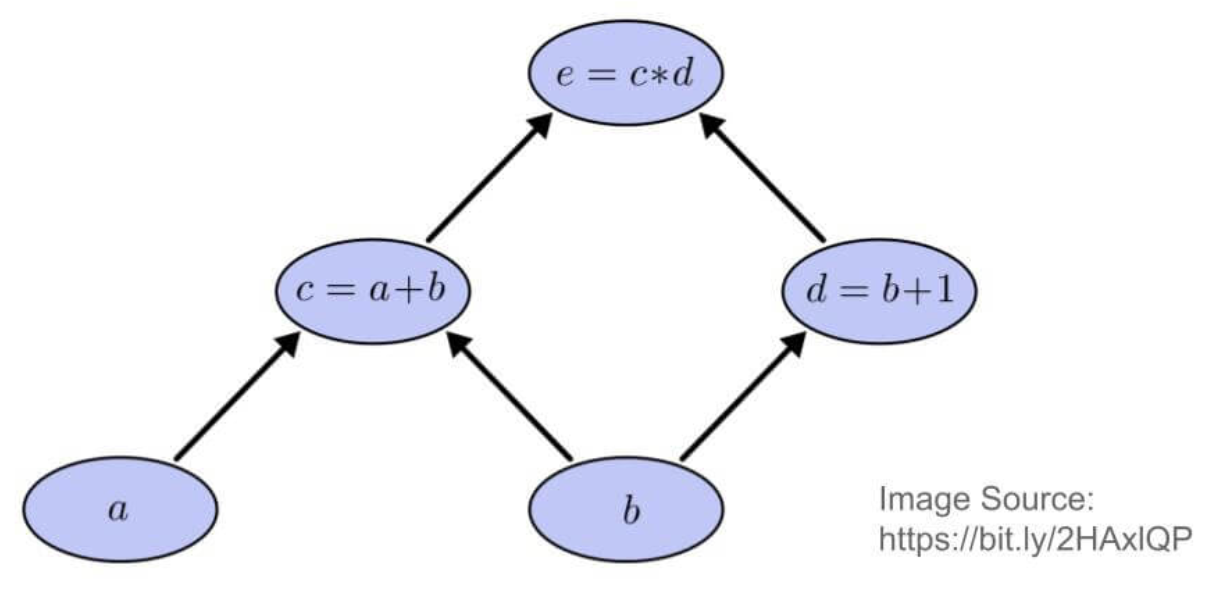 e = c*d
c = a+b
d = b+1
a
b
Image Source:
https://bit.ly/2HAxlQP